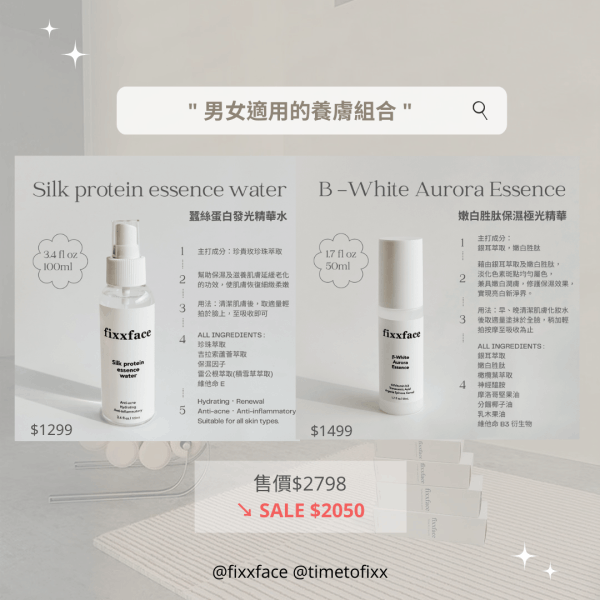 " 男女適用的養膚組合 "
Silk protein essence water
蠶絲蛋白發光精華水
3.4 fl oz
100ml
fixxface
Silk protein
essence
water
Anti-acne
Hydrating
1
主打成分：珍貴玫珍珠萃取
2
幫助保濕及滋養肌膚延緩老化
的功效，使肌膚恢復細緻柔嫩
3
用法：清潔肌膚後，取適量輕
拍於臉上，至吸收即可
4
ALL INGREDIENTS :
珍珠萃取
吉拉索蘆薈萃取
保濕因子
雷公根萃取(積雪草萃取)
維他命 E
5
Hydrating · Renewal
Anti-acne · Anti-inflammatory
Suitable for all skin types.
$1299
B -White Aurora Essence
嫩白胜肽保濕極光精華
1.7 fl oz
50ml
fixxface
β-White
Aurora
Essence
1
主打成分：
銀耳萃取，嫩白胜肽
2
藉由銀耳萃取及嫩白胜肽，
淡化色素斑點均勻膚色，
兼具嫩白潤膚，修護保濕效果，
實現亮白新淨界。
3
用法：早、晚清潔肌膚化妝水
後取適量塗抹於全臉，稍加輕
拍按摩至吸收為止
4
ALL INGREDIENTS :
銀耳萃取
嫩白胜肽
橄欖葉萃取
神經醯胺
摩洛哥堅果油
分餾椰子油
乳木果油
維他命 B3 衍生物
$1499
售價$2798
↘ SALE $2050
@fixxface @timetofixx